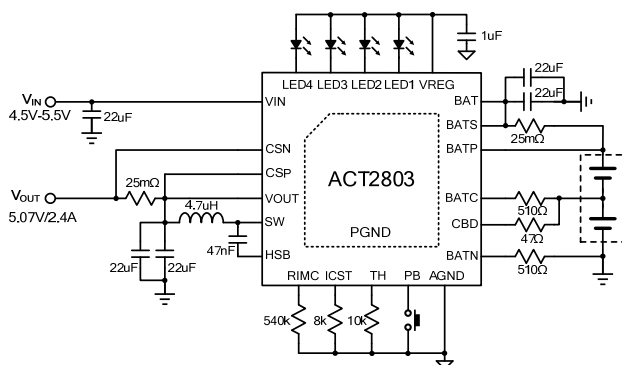 1uF
LED4 LED3 LED2 LED1 VREG
22uF
22uF
VIN
4.5V-5.5V
22uF
VIN
BAT
BATS
25mΩ
CSN
BATP
CSP
ACT2803
25mΩ
VOUT
5.07V/2.4A
VOUT
BATC
510Ω
4.7uH
SW
CBD
47Ω
PGND
47nF
HSB
BATN
510Ω
22uF
22uF
RIMC ICST TH PB AGND
540k
8k
10k